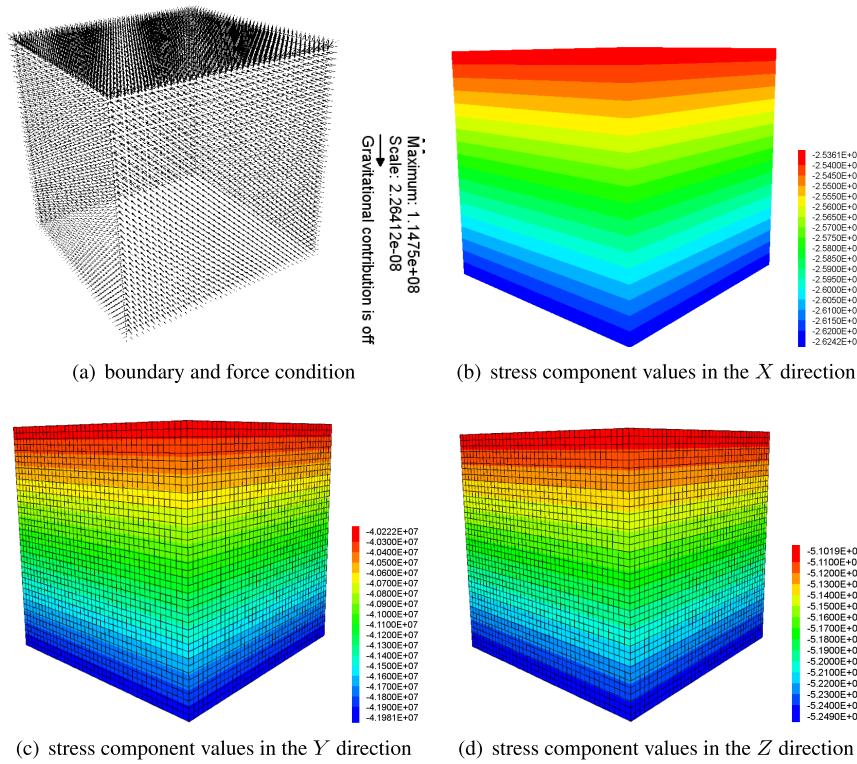 Maximum: 1.1475e+08
Scale: 2.26412e-08
Gravitational contribution is off
-2.5361E+0
-2.5400E+0
-2.5450E+0
-2.5500E+0
-2.5550E+0
-2.5600E+0
-2.5650E+0
-2.5700E+0
-2.5750E+0
-2.5800E+0
-2.5850E+0
-2.5900E+0
-2.5950E+0
-2.6000E+0
-2.6050E+0
-2.6100E+0
-2.6150E+0
-2.6200E+0
-2.6242E+0
(a) boundary and force condition
(b) stress component values in the X direction
-4.0222E+07
-4.0300E+07
-4.0400E+07
-4.0500E+07
-4.0600E+07
-4.0700E+07
-4.0800E+07
-4.0900E+07
-4.1000E+07
-4.1100E+07
-4.1200E+07
-4.1300E+07
-4.1400E+07
-4.1500E+07
-4.1600E+07
-4.1700E+07
-4.1800E+07
-4.1900E+07
-4.1981E+07
-5.1019E+0
-5.1100E+0
-5.1200E+0
-5.1300E+0
-5.1400E+0
-5.1500E+0
-5.1600E+0
-5.1700E+0
-5.1800E+0
-5.1900E+0
-5.2000E+0
-5.2100E+0
-5.2200E+0
-5.2300E+0
-5.2400E+0
-5.2490E+0
(c) stress component values in the Y direction
(d) stress component values in the Z direction